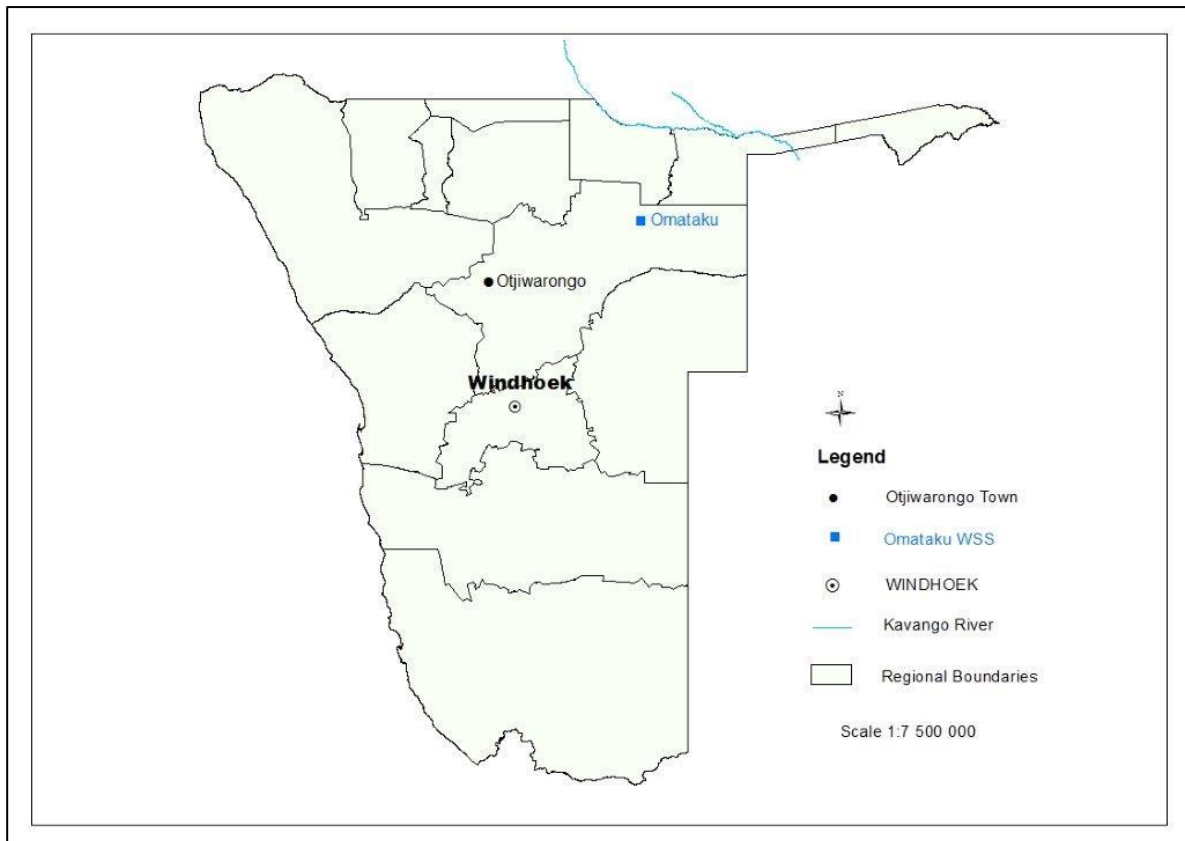 Omataku
Otjiwarongo
Windhoek
N
Legend
Otjiwarongo Town
Omataku WSS
WINDHOEK
Kavango River
Regional Boundaries
Scale 1:7 500 000